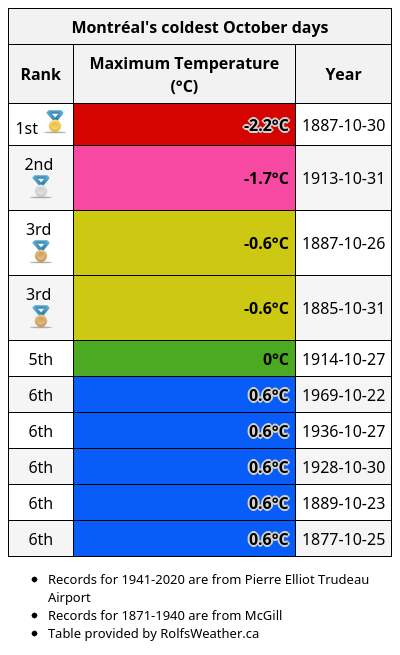 Montréal's coldest October days
Rank Maximum Temperature (°C) Year
1st -2.2°C 1887-10-30
2nd -1.7°C 1913-10-31
3rd -0.6°C 1887-10-26
3rd -0.6°C 1885-10-31
5th 0°C 1914-10-27
6th 0.6°C 1969-10-22
6th 0.6°C 1936-10-27
6th 0.6°C 1928-10-30
6th 0.6°C 1889-10-23
6th 0.6°C 1877-10-25
• Records for 1941-2020 are from Pierre Elliot Trudeau
Airport
• Records for 1871-1940 are from McGill
• Table provided by RolfsWeather.ca